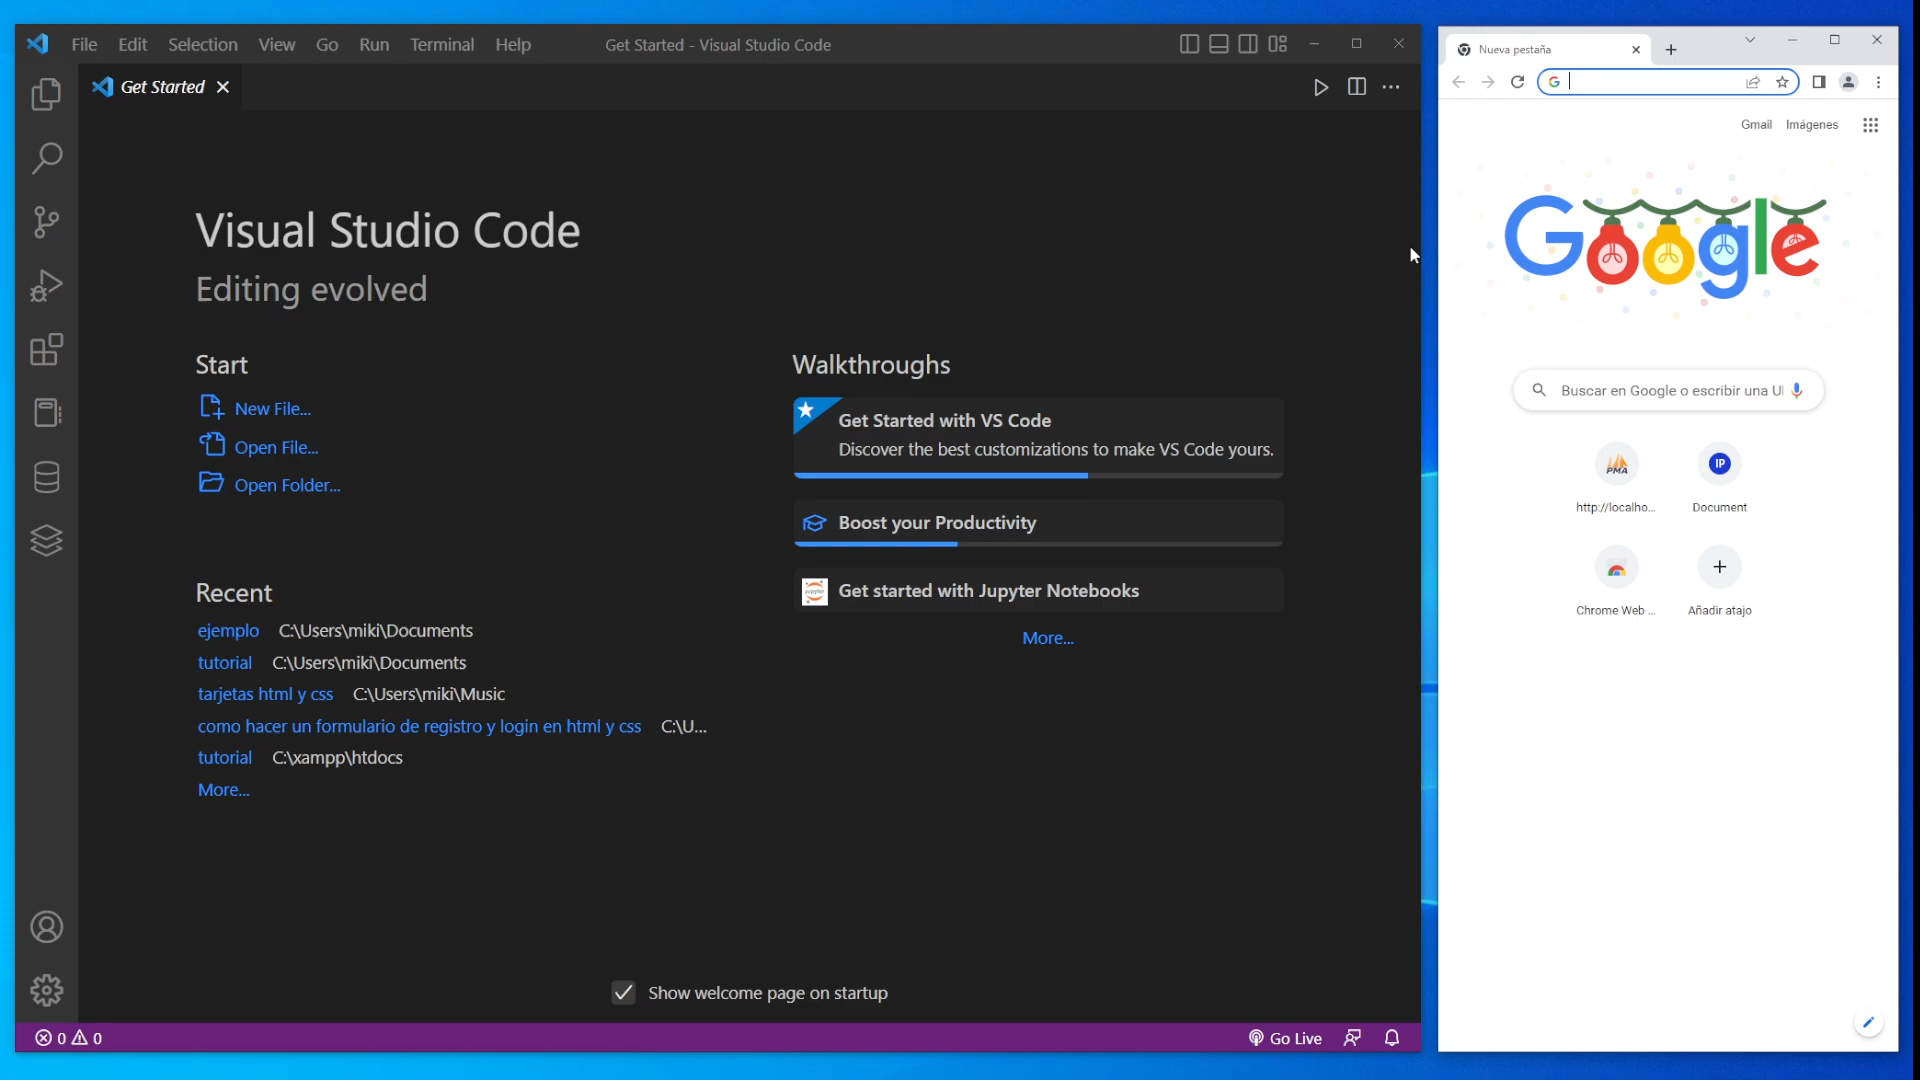 File Edit Selection View Go Run Terminal Help Get Started - Visual Studio Code
Get Started
Visual Studio Code
Editing evolved
Start
New File...
Open File...
Open Folder...
Recent
ejemplo C:\Users\miki\Documents
tutorial C:\Users\miki\Documents
tarjetas html y css C:\Users\miki\Music
como hacer un formulario de registro y login en html y css C:\U...
tutorial C:\xampp\htdocs
More...
Walkthroughs
Get Started with VS Code
Discover the best customizations to make VS Code yours.
Boost your Productivity
jupyter
Get started with Jupyter Notebooks
More...
Show welcome page on startup
0 0
Go Live
Nueva pestaña
G
Gmail Imágenes
Google
Buscar en Google o escribir una U
PMA
IP
http://localho...
Document
Chrome Web ...
Añadir atajo